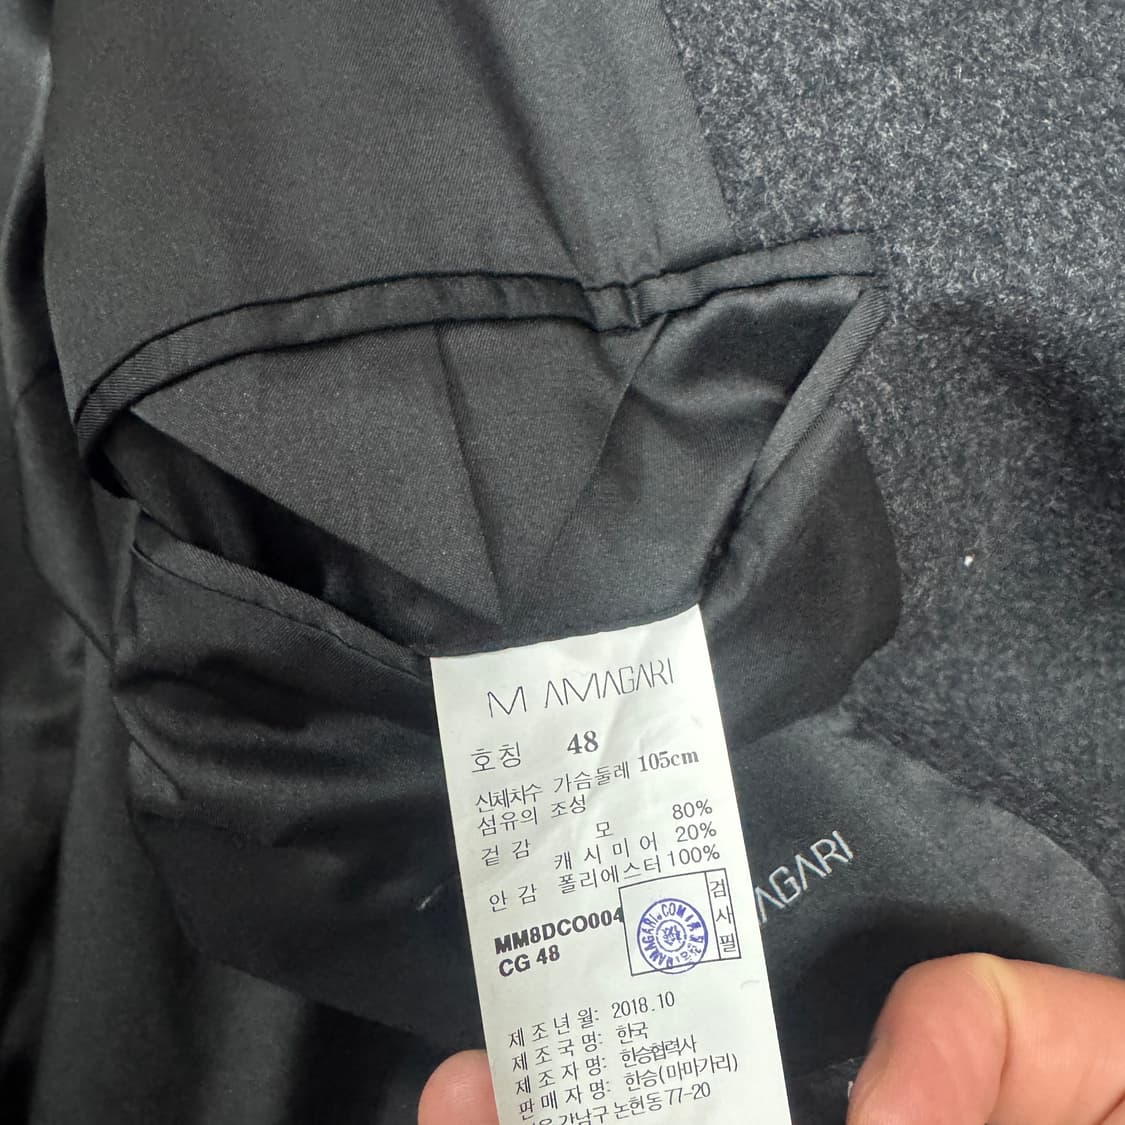 M AMAGARI
호칭 48
신체치수 가슴둘레 105cm
섬유의 조성
겉감 모 80%
캐시미어 20%
안감 폴리에스터 100%
MM8DCO004
CG 48
검사필
제조년월: 2018.10
제조국명: 한국
제조자명: 한승협력사
판매자명: 한승(마마가리)
강남구 논현동 77-20
AGARI